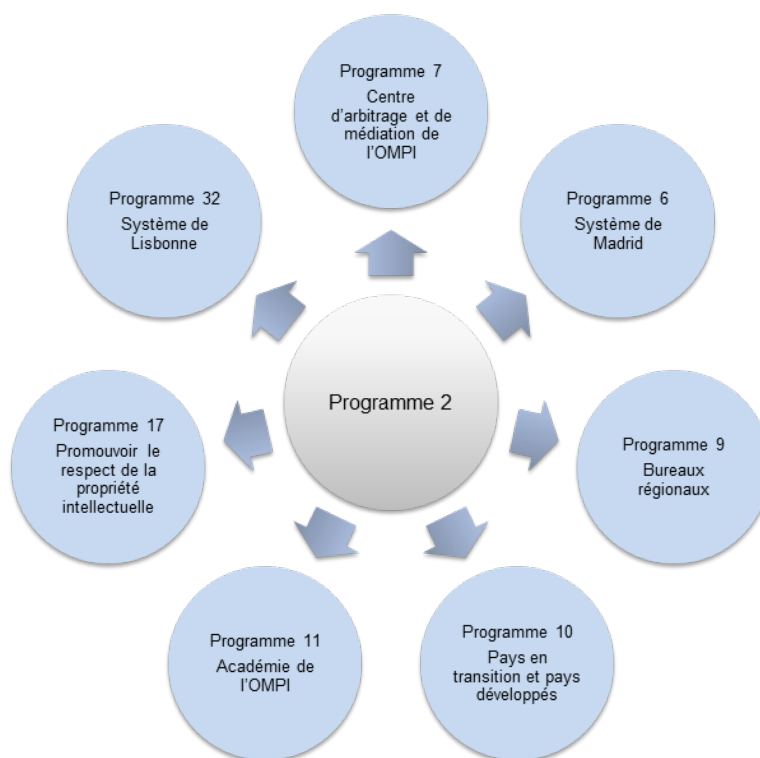 Programme 7
Centre
d'arbitrage et de
médiation de
l'OMPI
Programme 6
Système de
Madrid
Programme 9
Bureaux
régionaux
Programme 10
Pays en
transition et pays
développés
Programme 11
Académie de
l'OMPI
Programme 17
Promouvoir le
respect de la
propriété
intellectuelle
Programme 32
Système de
Lisbonne
Programme 2